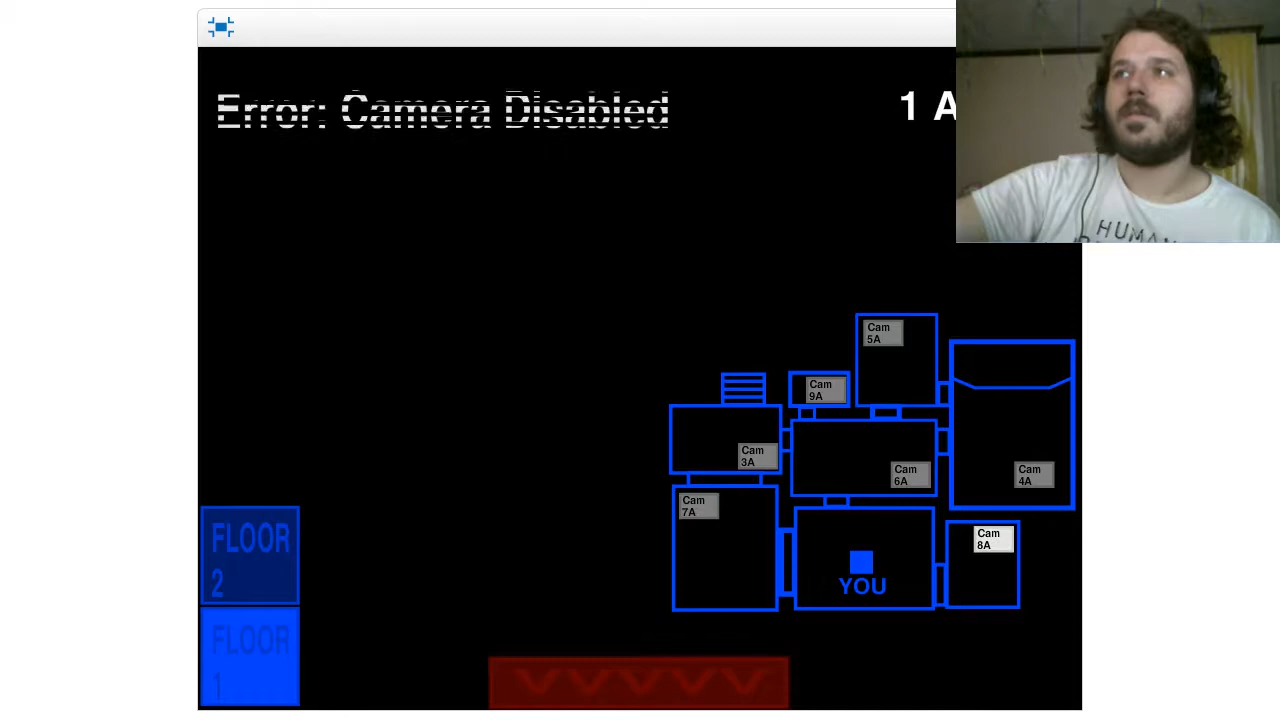 Error: Camera Disabled
1 A
HUMAN
Cam
5A
Cam
9A
Cam
3A
Cam
6A
Cam
4A
Cam
7A
Cam
8A
YOU
FLOOR
2
FLOOR
1